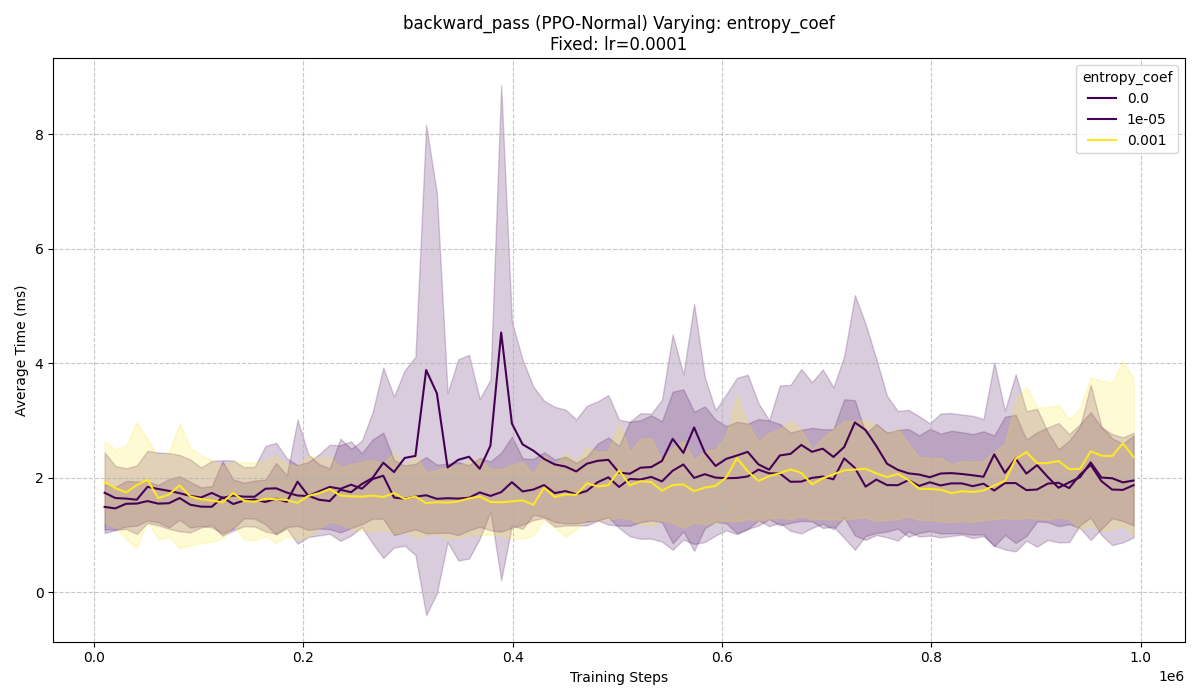 backward_pass (PPO-Normal) Varying: entropy_coef
Fixed: lr=0.0001
entropy_coef
0.0
1e-05
0.001
Average Time (ms)
8
6
4
2
0
0.0
0.2
0.4
0.6
0.8
1.0
1e6
Training Steps